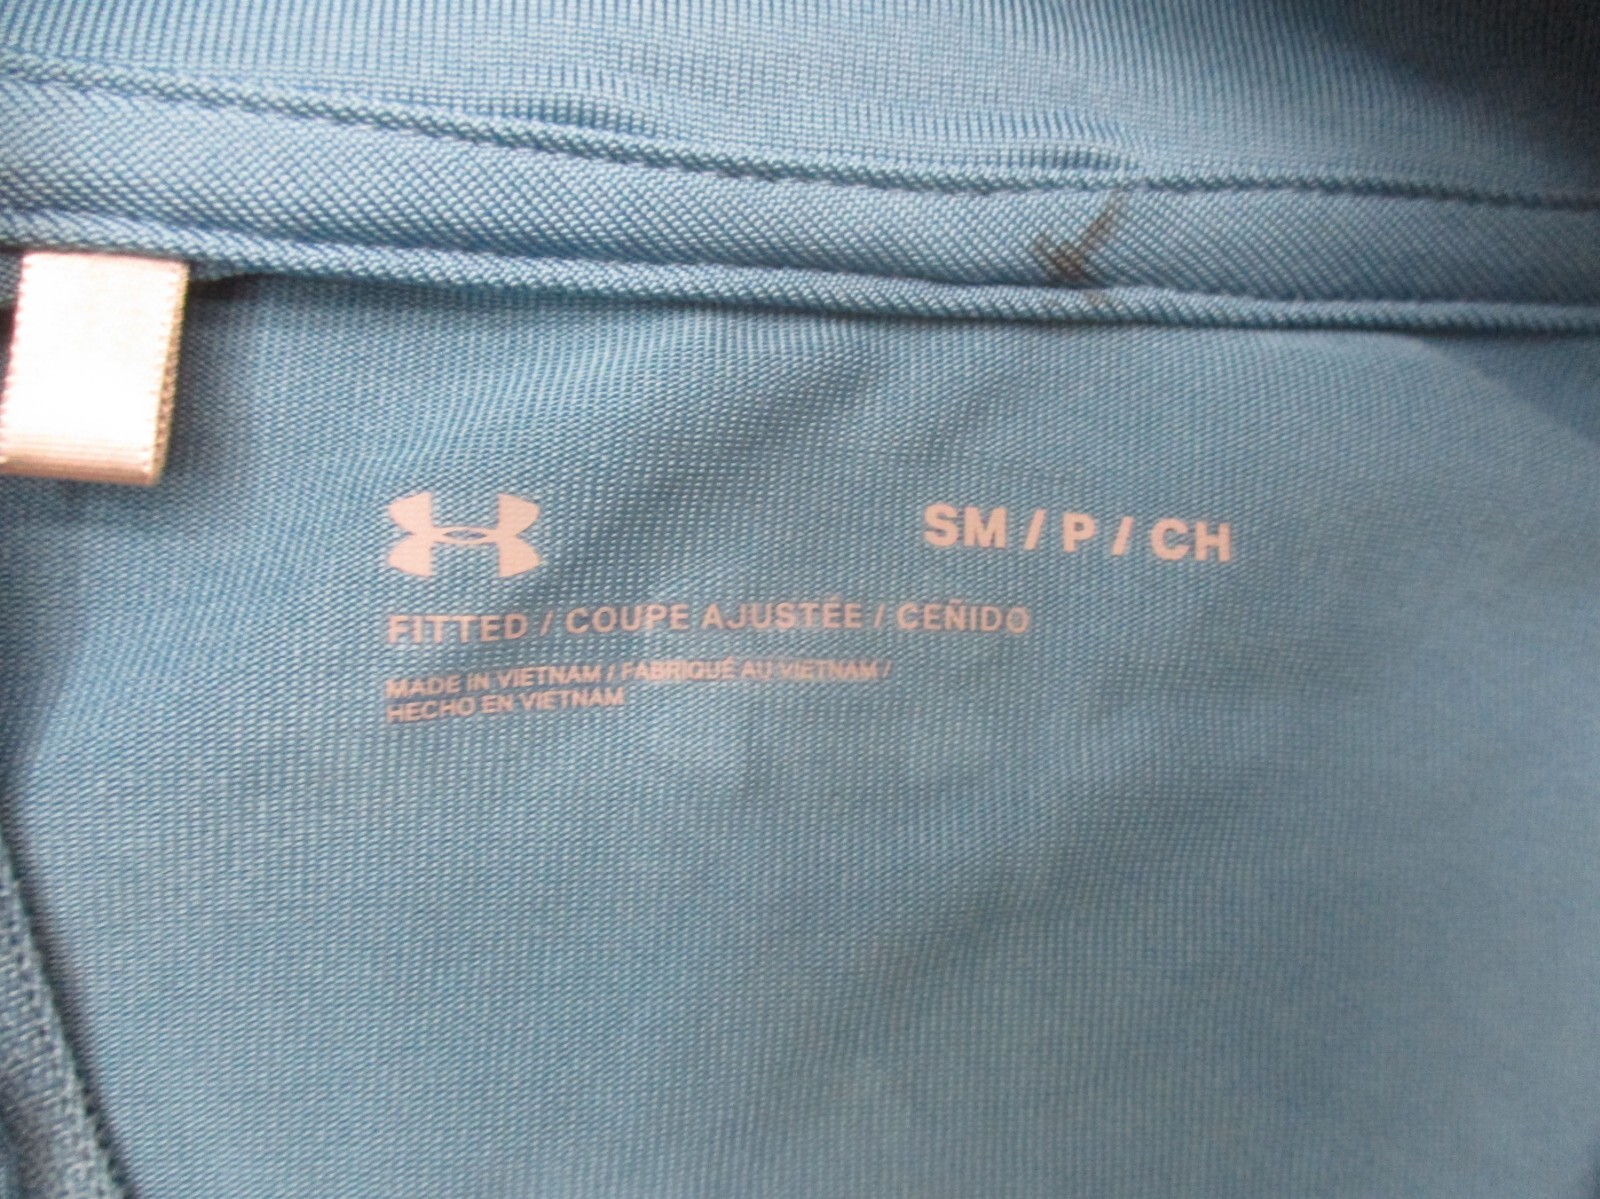 SM / P / CH
FITTED / COUPE AJUSTÉE / CEÑIDO
MADE IN VIETNAM / FABRIQUÉ AU VIETNAM /
HECHO EN VIETNAM